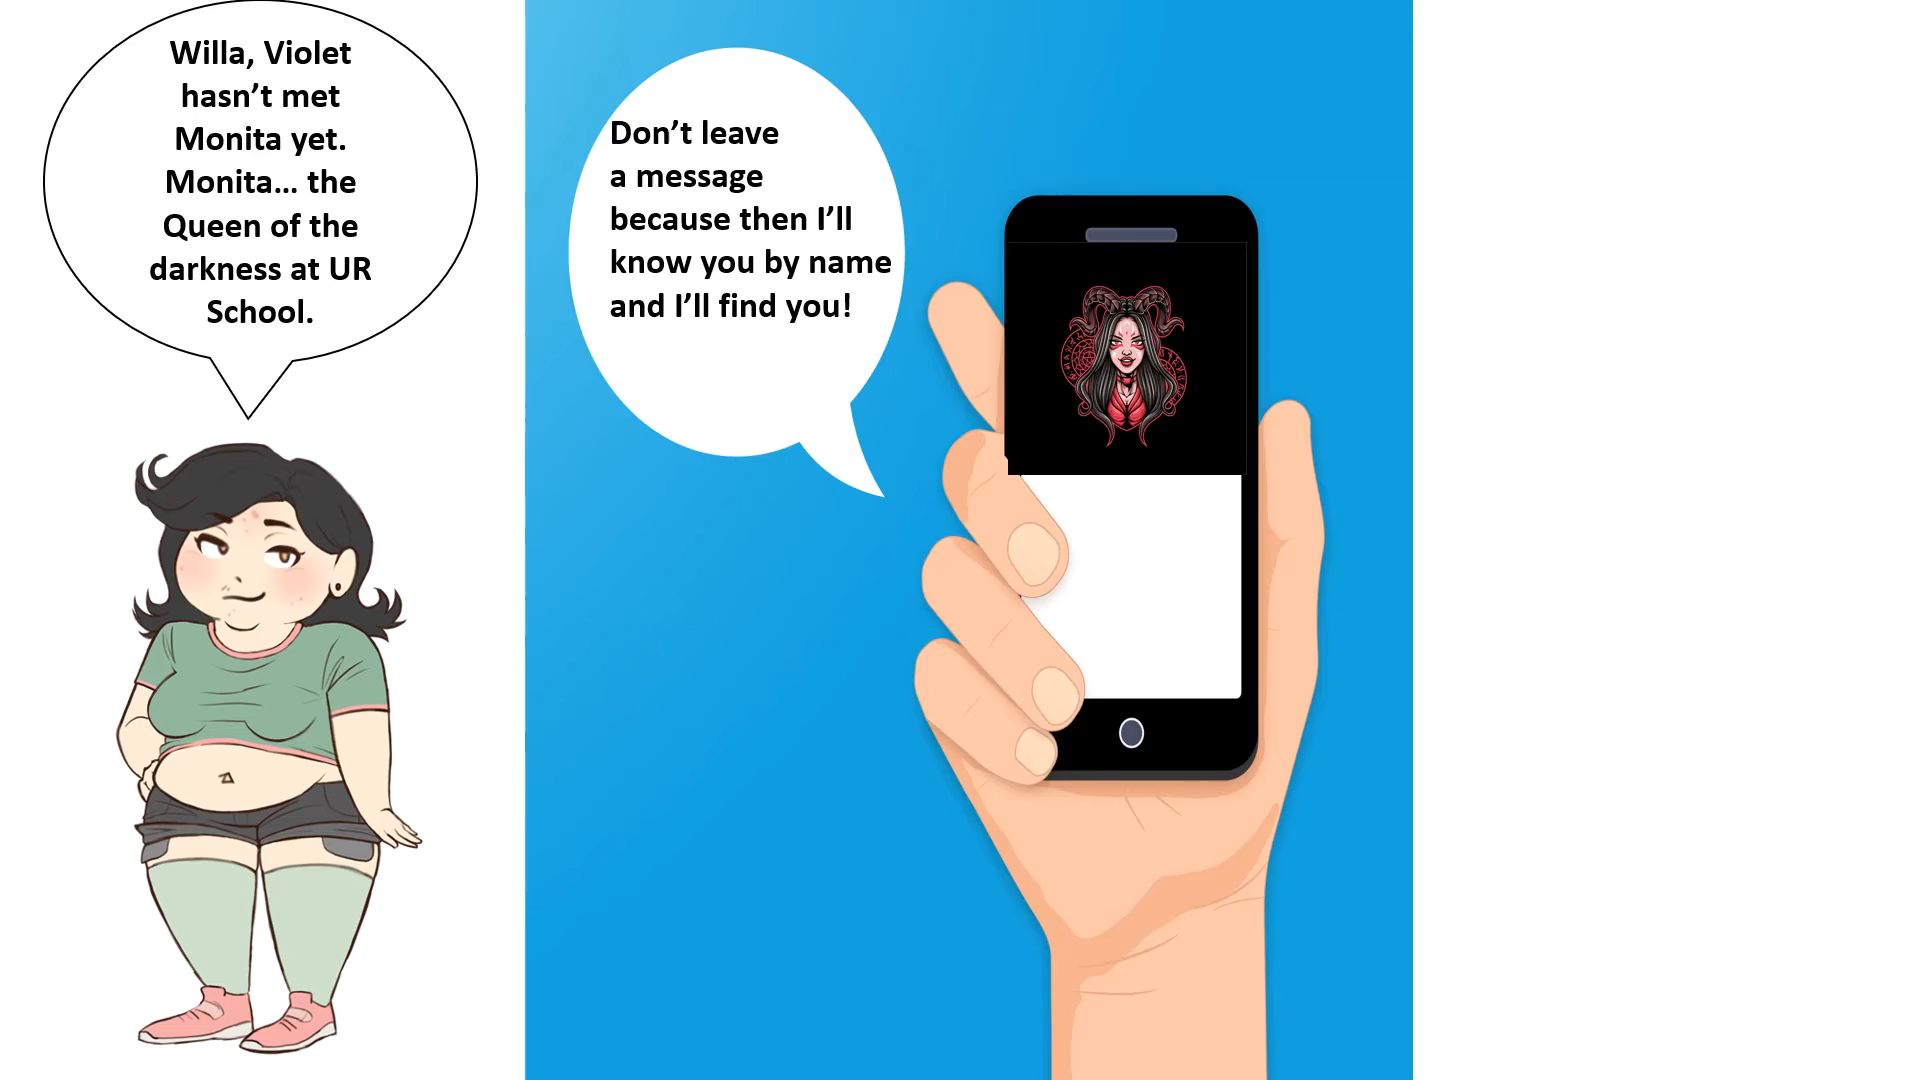 Willa, Violet
hasn’t met
Monita yet.
Monita... the
Queen of the
darkness at UR
School.
Don’t leave
a message
because then I’ll
know you by name
and I’ll find you!